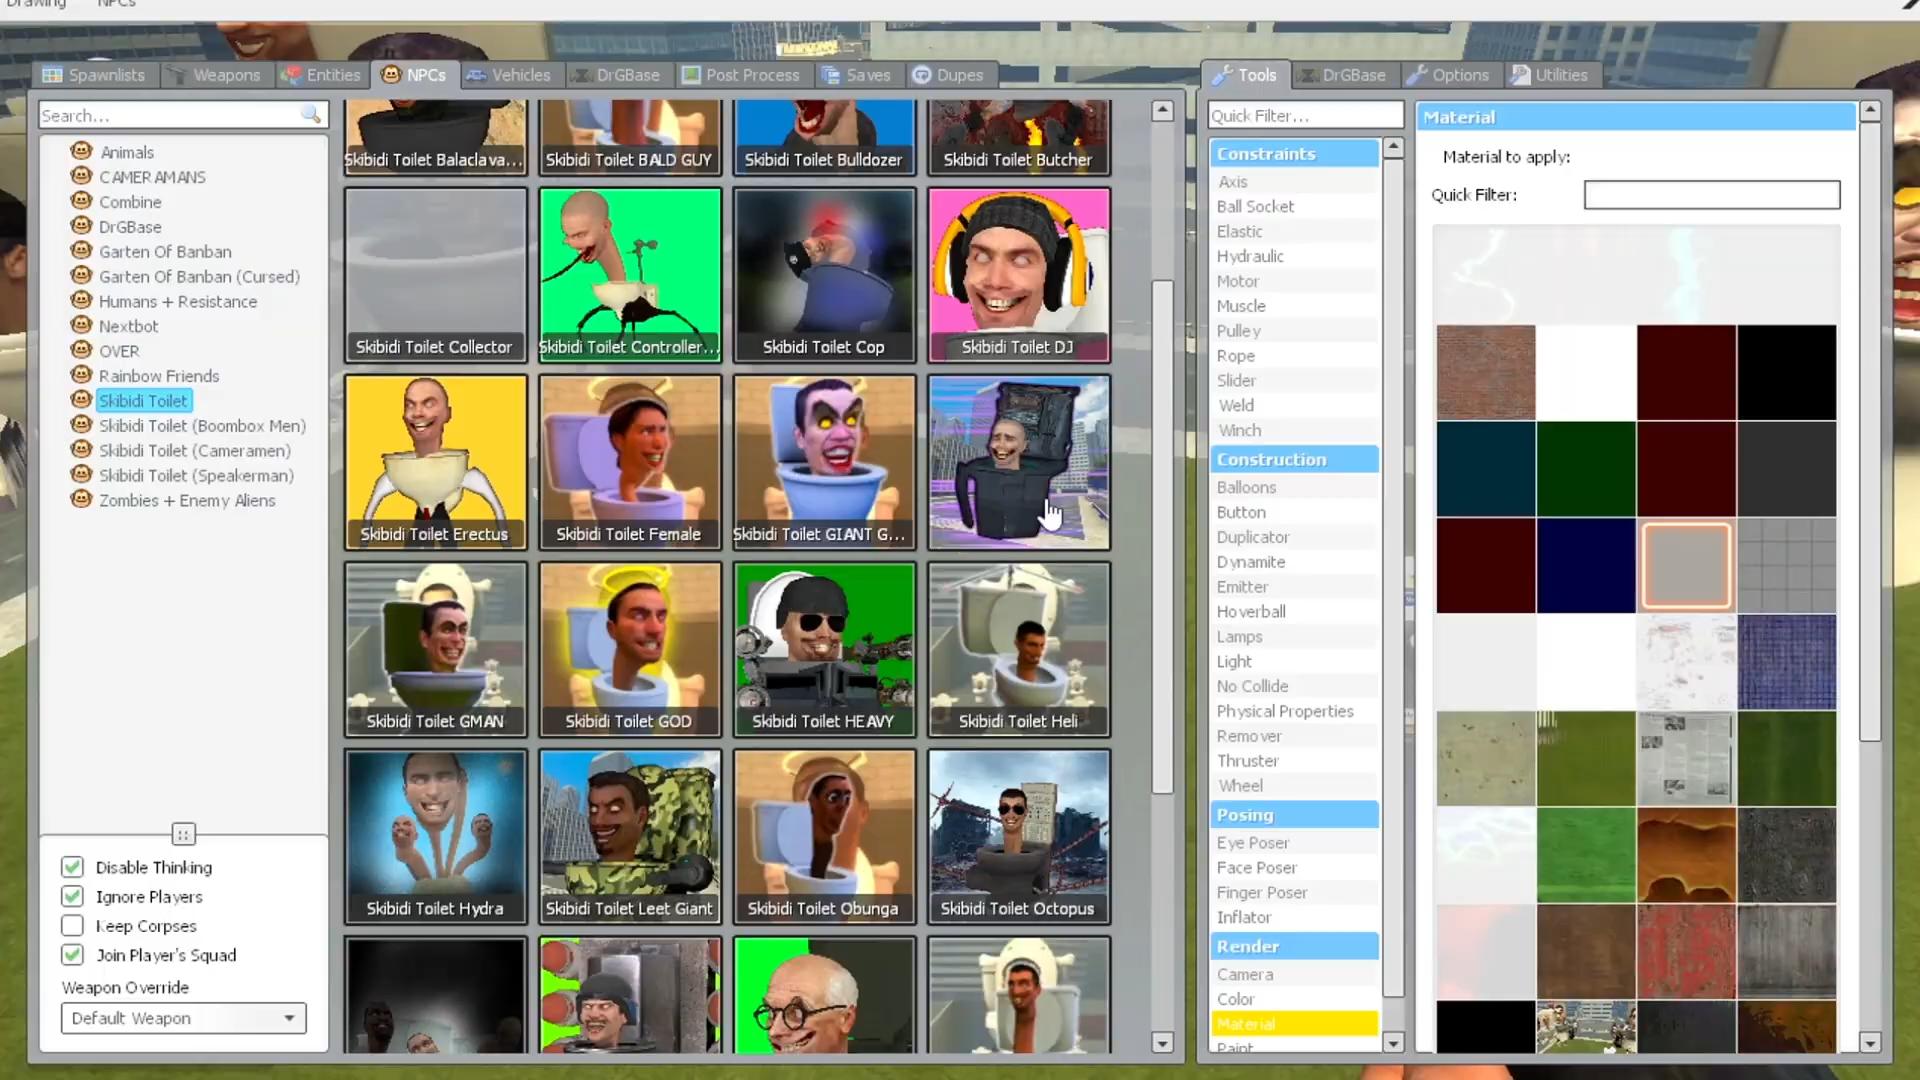 Drawing NPCs
Spawnlists Weapons Entities NPCs Vehicles DrGBase Post Process Saves Dupes
Search...
Animals
CAMERAMANS
Combine
DrGBase
Garten Of Banban
Garten Of Banban (Cursed)
Humans + Resistance
Nextbot
OVER
Rainbow Friends
Skibidi Toilet
Skibidi Toilet (Boombox Men)
Skibidi Toilet (Cameramen)
Skibidi Toilet (Speakerman)
Zombies + Enemy Aliens
Disable Thinking
Ignore Players
Keep Corpses
Join Player's Squad
Weapon Override
Default Weapon
Skibidi Toilet Balaclava... Skibidi Toilet BALD GUY Skibidi Toilet Bulldozer Skibidi Toilet Butcher
Skibidi Toilet Collector Skibidi Toilet Controller... Skibidi Toilet Cop Skibidi Toilet DJ
Skibidi Toilet Erectus Skibidi Toilet Female Skibidi Toilet GIANT G...
Skibidi Toilet GMAN Skibidi Toilet GOD Skibidi Toilet HEAVY Skibidi Toilet Heli
Skibidi Toilet Hydra Skibidi Toilet Leet Giant Skibidi Toilet Obunga Skibidi Toilet Octopus
Tools DrGBase Options Utilities
Quick Filter...
Constraints
Axis
Ball Socket
Elastic
Hydraulic
Motor
Muscle
Pulley
Rope
Slider
Weld
Winch
Construction
Balloons
Button
Duplicator
Dynamite
Emitter
Hoverball
Lamps
Light
No Collide
Physical Properties
Remover
Thruster
Wheel
Posing
Eye Poser
Face Poser
Finger Poser
Inflator
Render
Camera
Color
Material
Paint
Material
Material to apply:
Quick Filter: